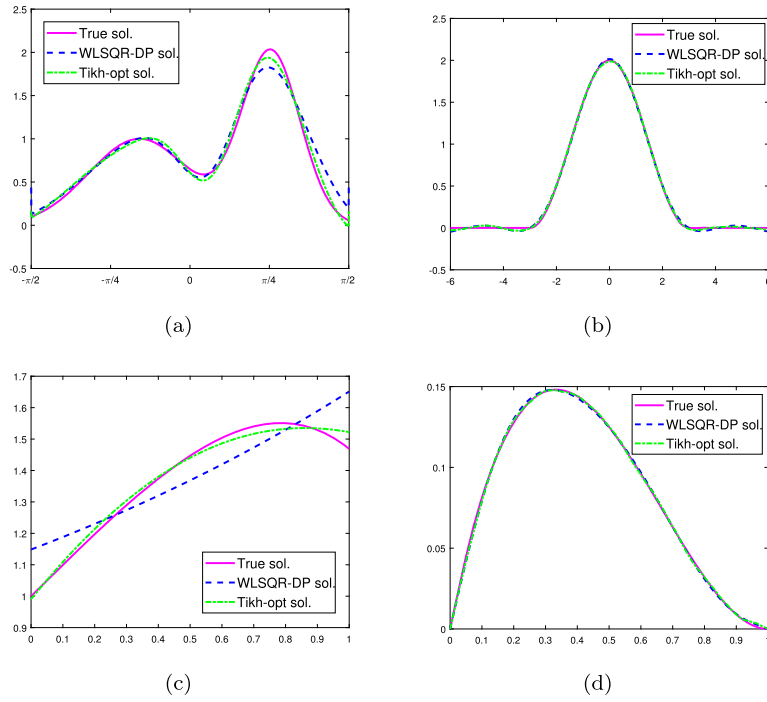 2.5
2
1.5
1
0.5
0
-0.5
-π/2
-π/4
0
π/4
π/2
True sol.
WLSQR-DP sol.
Tikh-opt sol.
(a)
2.5
2
1.5
1
0.5
0
-0.5
-6
-4
-2
0
2
4
6
True sol.
WLSQR-DP sol.
Tikh-opt sol.
(b)
1.7
1.6
1.5
1.4
1.3
1.2
1.1
1
0.9
0
0.1
0.2
0.3
0.4
0.5
0.6
0.7
0.8
0.9
1
True sol.
WLSQR-DP sol.
Tikh-opt sol.
(c)
0.15
0.1
0.05
0
0
0.1
0.2
0.3
0.4
0.5
0.6
0.7
0.8
0.9
True sol.
WLSQR-DP sol.
Tikh-opt sol.
(d)